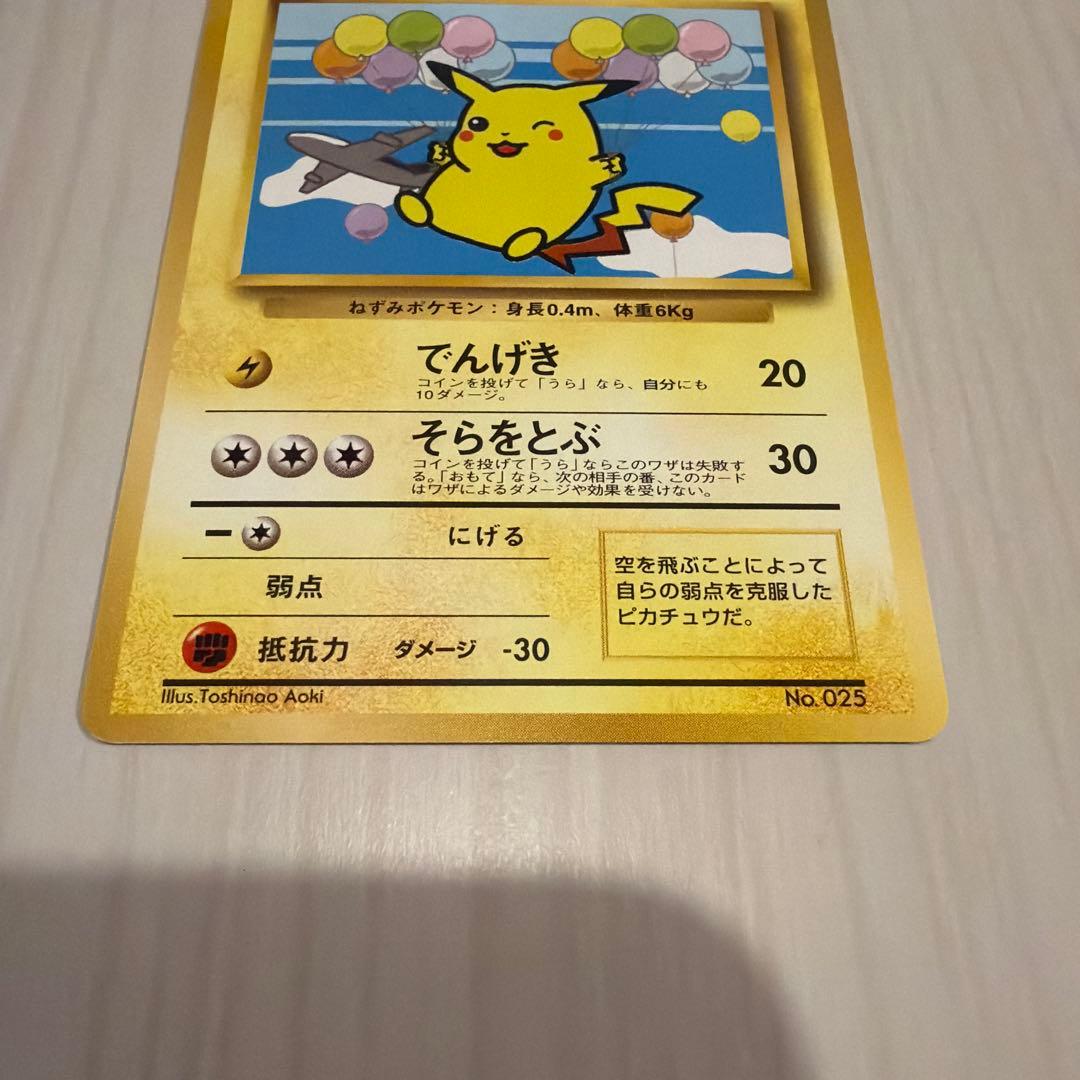 ねずみポケモン：身長0.4m、体重6Kg
でんげき 20
コインを投げて「うら」なら、自分にも
10ダメージ。
そらをとぶ 30
コインを投げて「うら」ならこのワザは失敗す
る。「おもて」なら、次の相手の番、このカード
はワザによるダメージや効果を受けない。
にげる
弱点
抵抗力 ダメージ -30
空を飛ぶことによって
自らの弱点を克服した
ピカチュウだ。
Illus.Toshinao Aoki
No. 025